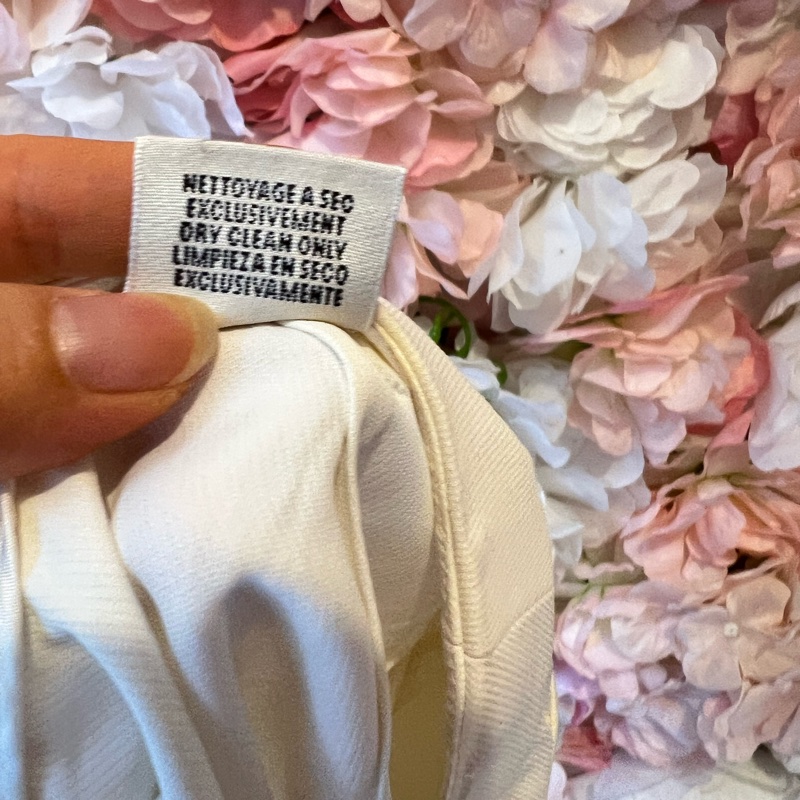 NETTOYAGE A SEC
EXCLUSIVEMENT
DRY CLEAN ONLY
LIMPIEZA EN SECO
EXCLUSIVAMENTE